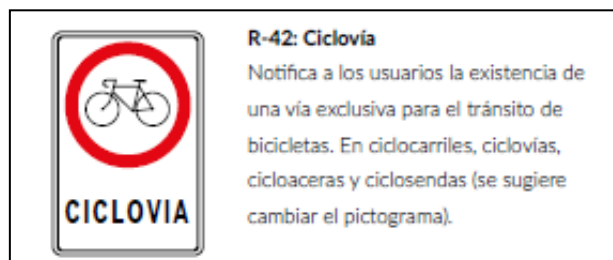 CICLOVIA
R-42: Ciclovía
Notifica a los usuarios la existencia de
una vía exclusiva para el tránsito de
bicicletas. En ciclocarriles, ciclovías,
cicloaceras y ciclosendas (se sugiere
cambiar el pictograma).